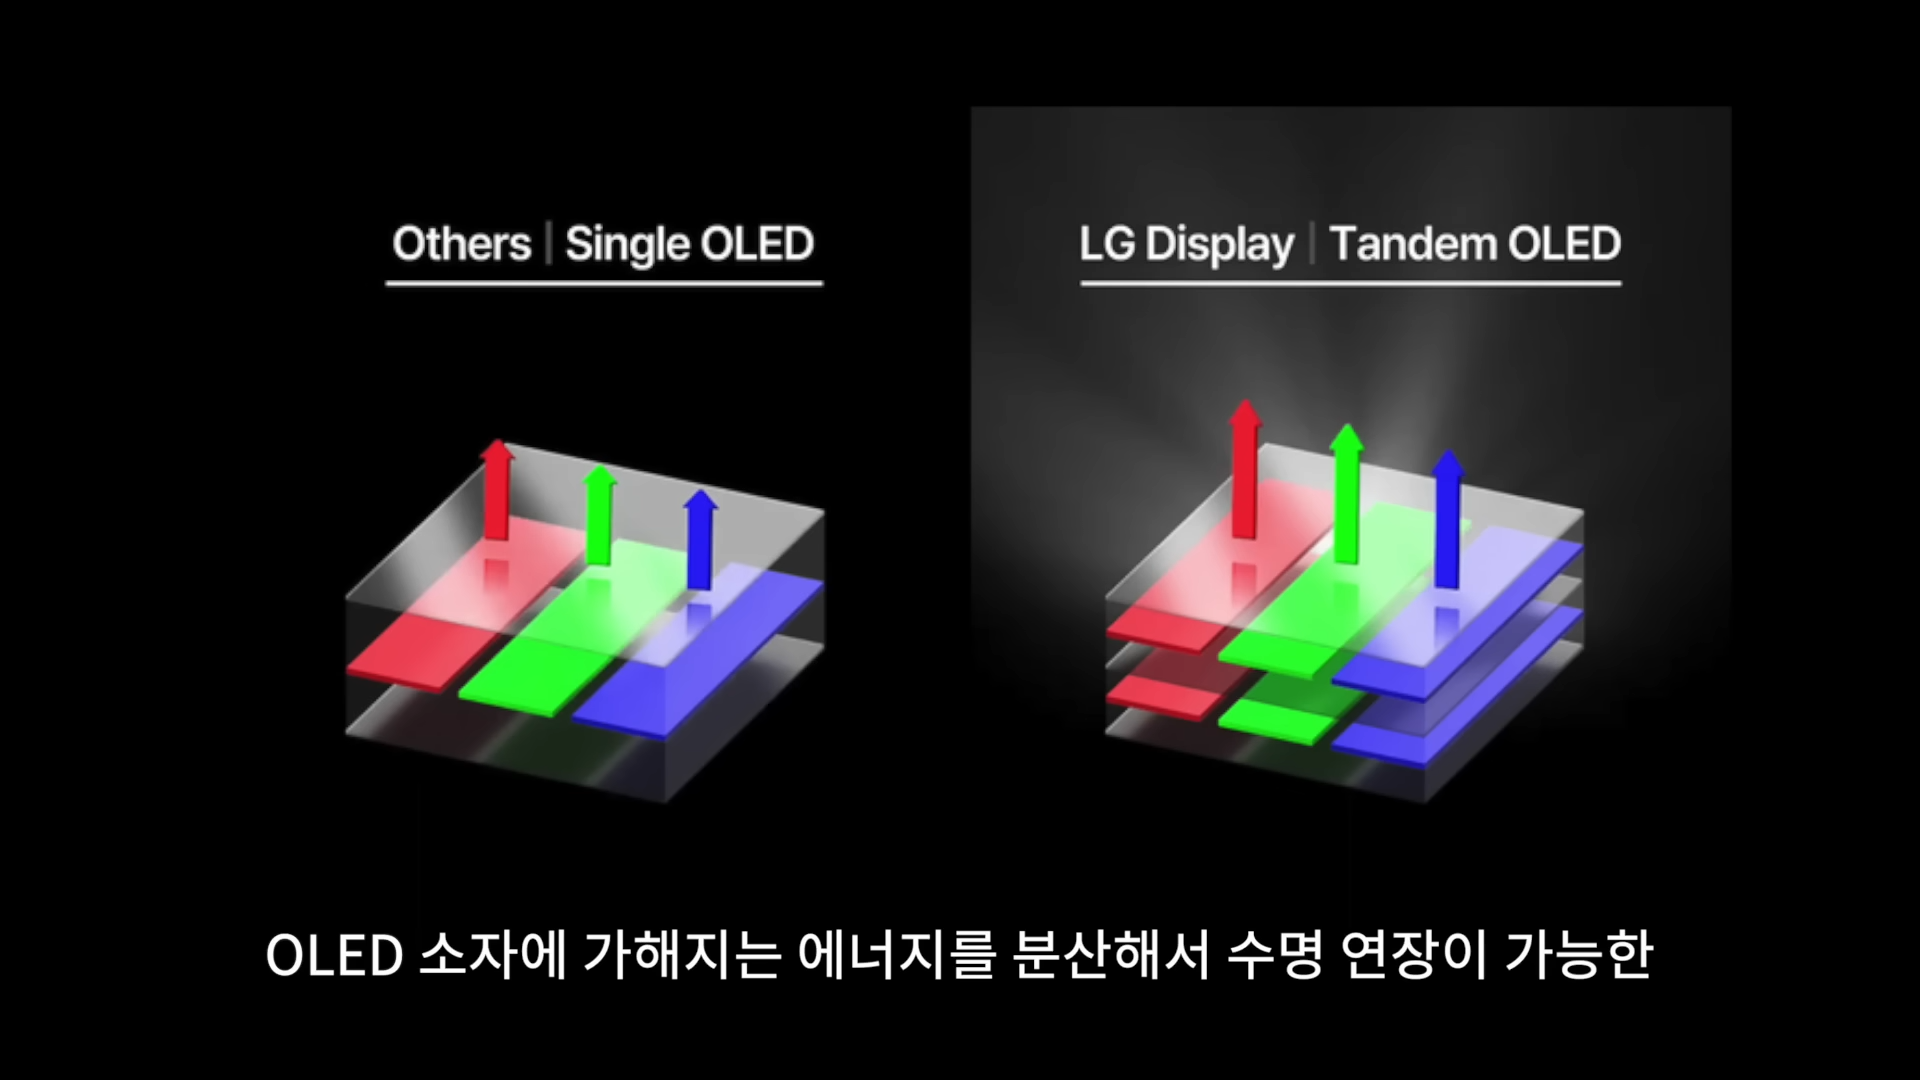 Others | Single OLED
LG Display | Tandem OLED
OLED 소자에 가해지는 에너지를 분산해서 수명 연장이 가능한